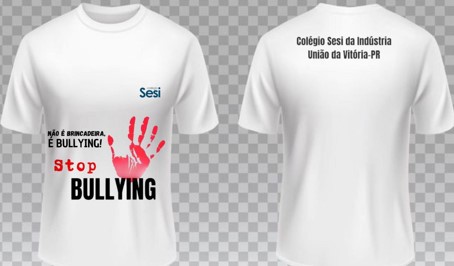 Sesi
NÃO É BRINCADEIRA,
É BULLYING!
Stop
BULLYING
Colégio Sesi da Indústria
União da Vitória-PR